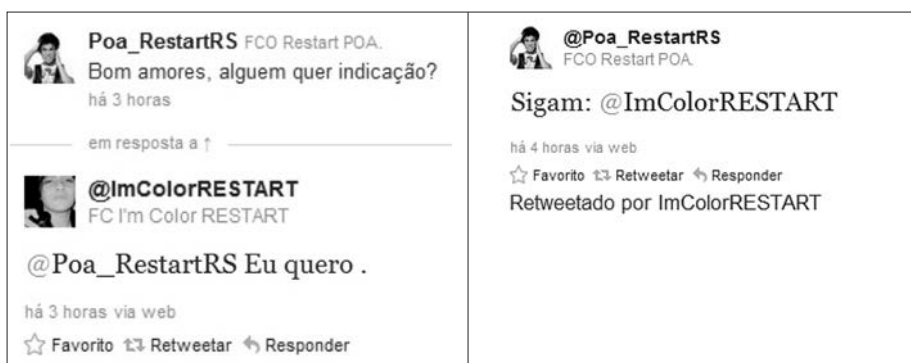 Poa_RestartRS FCO Restart POA.
Bom amores, alguem quer indicação?
há 3 horas
em resposta a ↑
@ImColorRESTART
FC I'm Color RESTART
@Poa_RestartRS Eu quero .
há 3 horas via web
Favorito Retweetar Responder
@Poa_RestartRS
FCO Restart POA.
Sigam: @ImColorRESTART
há 4 horas via web
Favorito Retweetar Responder
Retweetado por ImColorRESTART